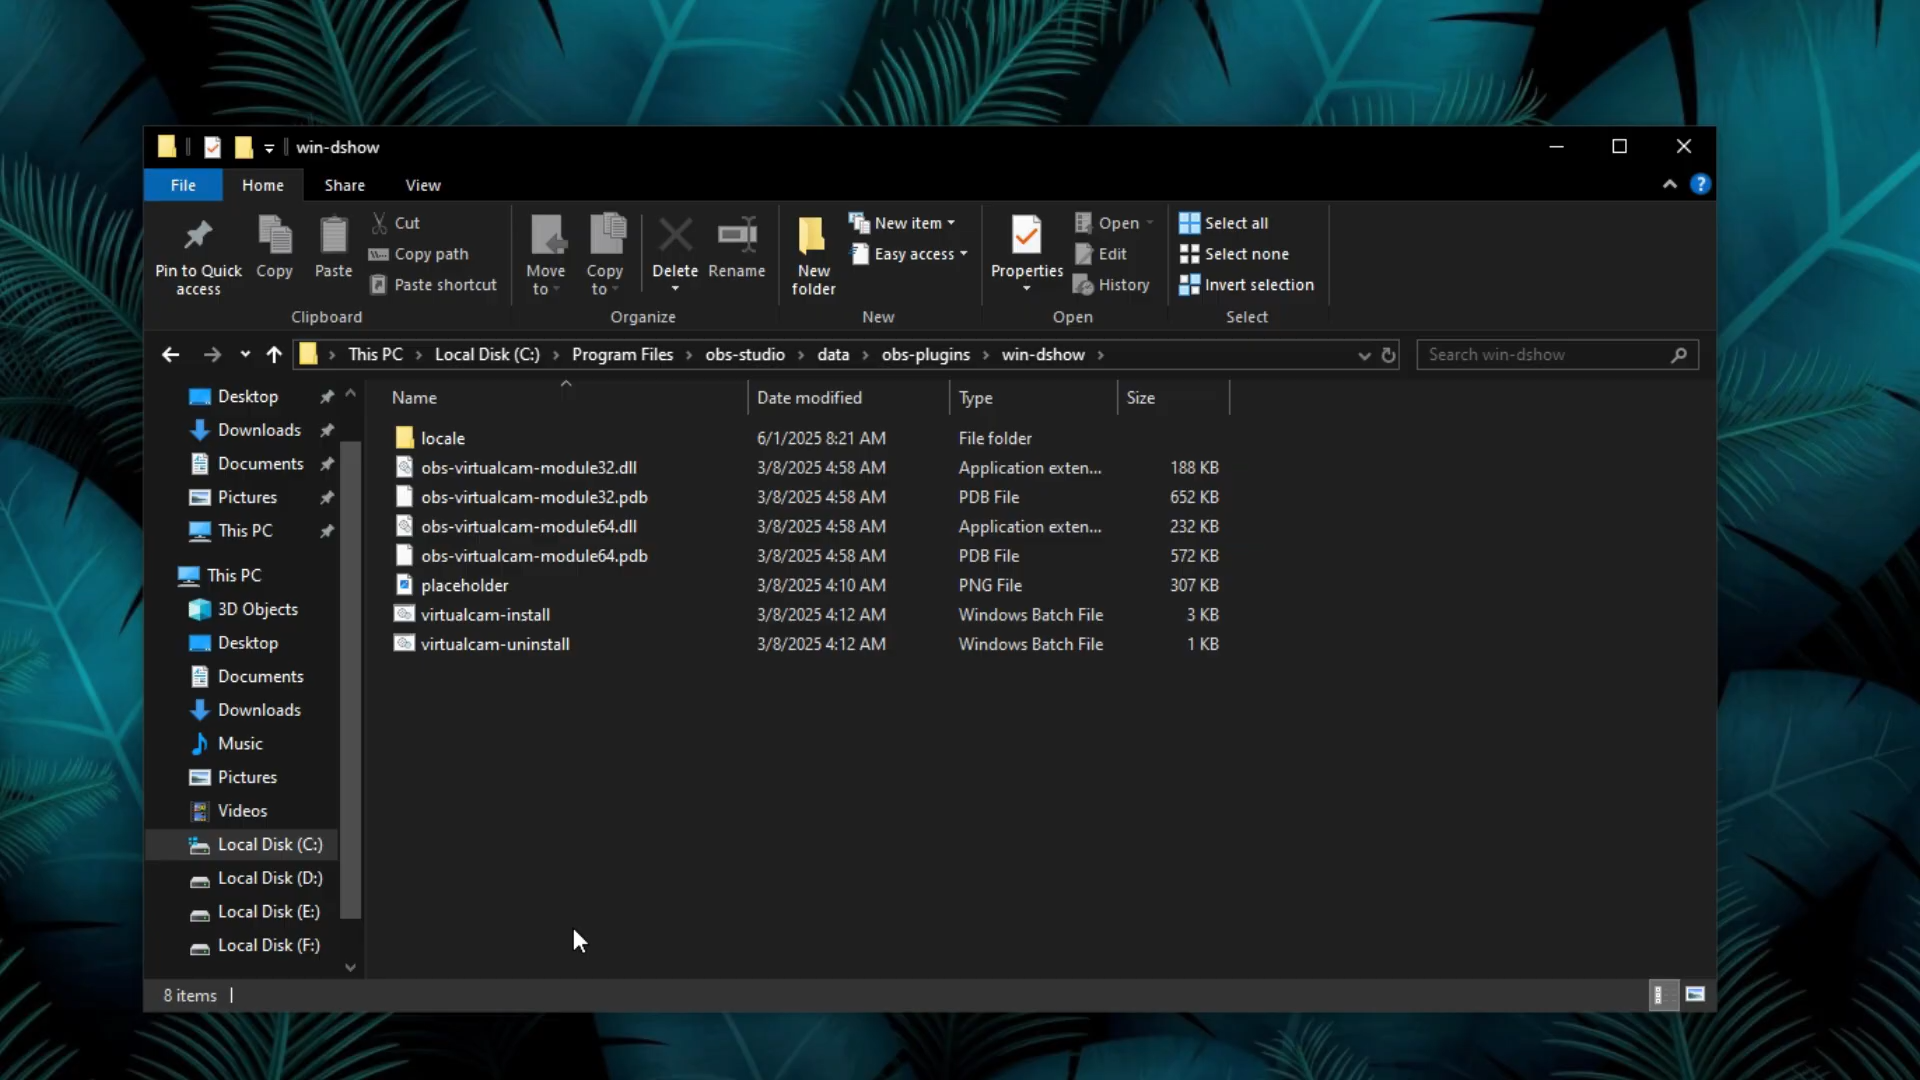 win-dshow
File Home Share View
Pin to Quick access
Copy
Paste
Cut
Copy path
Paste shortcut
Clipboard
Move to
Copy to
Delete
Rename
Organize
New folder
New item
Easy access
New
Properties
Open
Edit
History
Open
Select all
Select none
Invert selection
Select
This PC Local Disk (C:) Program Files obs-studio data obs-plugins win-dshow
Search win-dshow
Desktop
Downloads
Documents
Pictures
This PC
This PC
3D Objects
Desktop
Documents
Downloads
Music
Pictures
Videos
Local Disk (C:)
Local Disk (D:)
Local Disk (E:)
Local Disk (F:)
Name Date modified Type Size
locale 6/1/2025 8:21 AM File folder
obs-virtualcam-module32.dll 3/8/2025 4:58 AM Application exten... 188 KB
obs-virtualcam-module32.pdb 3/8/2025 4:58 AM PDB File 652 KB
obs-virtualcam-module64.dll 3/8/2025 4:58 AM Application exten... 232 KB
obs-virtualcam-module64.pdb 3/8/2025 4:58 AM PDB File 572 KB
placeholder 3/8/2025 4:10 AM PNG File 307 KB
virtualcam-install 3/8/2025 4:12 AM Windows Batch File 3 KB
virtualcam-uninstall 3/8/2025 4:12 AM Windows Batch File 1 KB
8 items